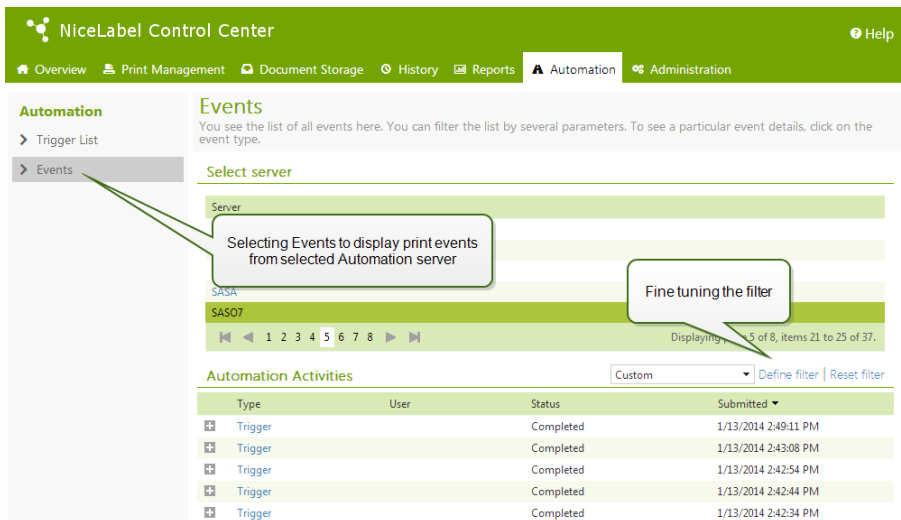 NiceLabel Control Center
Help
Overview Print Management Document Storage History Reports Automation Administration
Automation
Trigger List
Events
Events
You see the list of all events here. You can filter the list by several parameters. To see a particular event details, click on the
event type.
Select server
Server
Selecting Events to display print events
from selected Automation server
SASA
Fine tuning the filter
SASO7
1 2 3 4 5 6 7 8
Displaying 5 of 8, items 21 to 25 of 37.
Automation Activities
Custom
Define filter | Reset filter
Type User Status Submitted
Trigger Completed 1/13/2014 2:49:11 PM
Trigger Completed 1/13/2014 2:43:08 PM
Trigger Completed 1/13/2014 2:42:54 PM
Trigger Completed 1/13/2014 2:42:44 PM
Trigger Completed 1/13/2014 2:42:34 PM